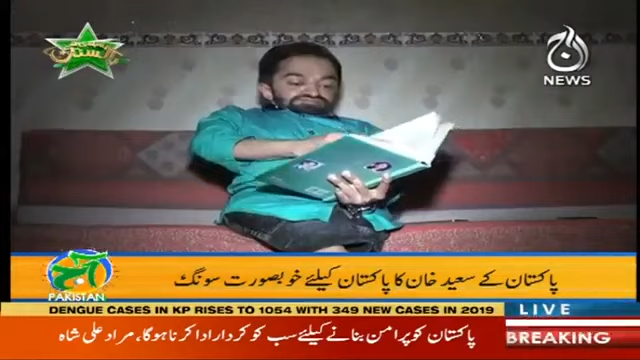 آج
NEWS
پاکستان کے سعید خان کا پاکستان کیلئے خوبصورت سونگ
آج
PAKISTAN
DENGUE CASES IN KP RISES TO 1054 WITH 349 NEW CASES IN 2019
LIVE
پاکستان کو پرامن بنانے کیلئے سب کو کردار ادا کرنا ہوگا، مراد علی شاہ
BREAKING